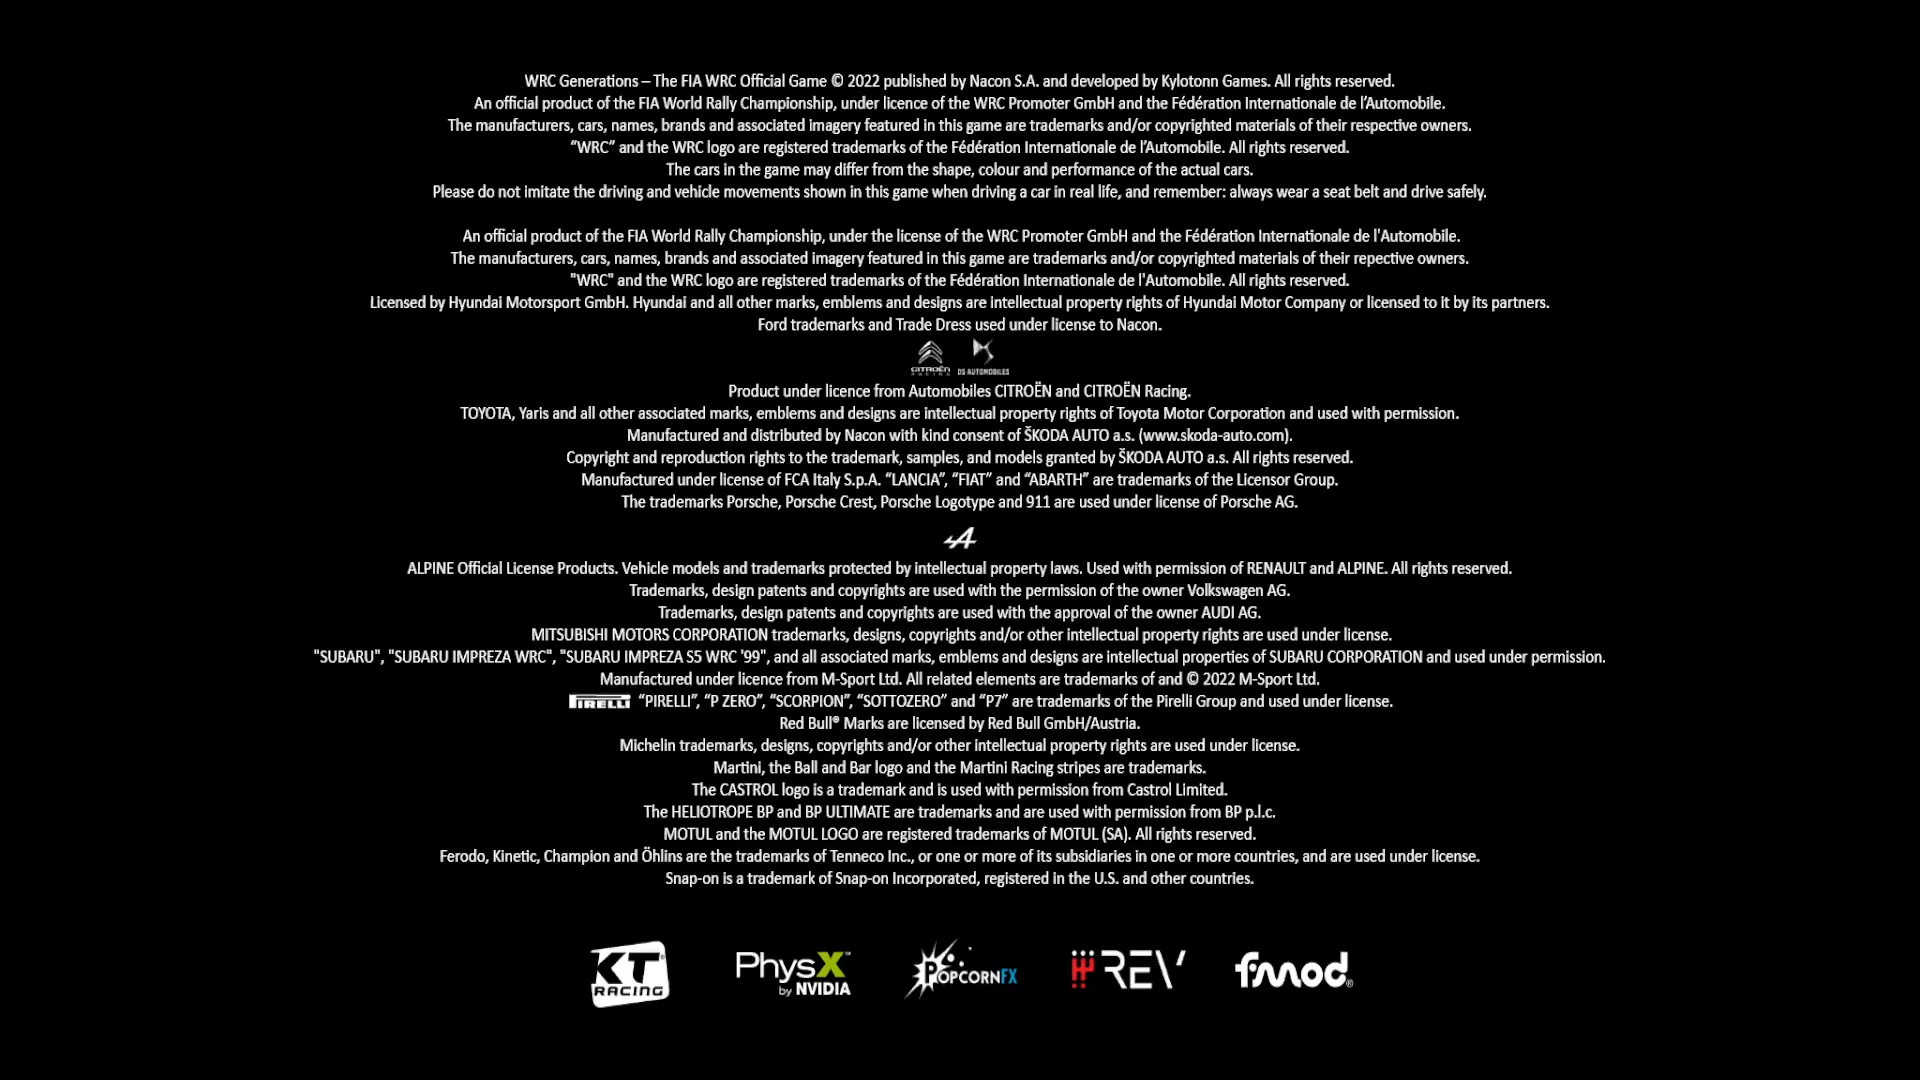 WRC Generations – The FIA WRC Official Game © 2022 published by Nacon S.A. and developed by Kylotonn Games. All rights reserved.
An official product of the FIA World Rally Championship, under licence of the WRC Promoter GmbH and the Fédération Internationale de l’Automobile.
The manufacturers, cars, names, brands and associated imagery featured in this game are trademarks and/or copyrighted materials of their respective owners.
“WRC” and the WRC logo are registered trademarks of the Fédération Internationale de l’Automobile. All rights reserved.
The cars in the game may differ from the shape, colour and performance of the actual cars.
Please do not imitate the driving and vehicle movements shown in this game when driving a car in real life, and remember: always wear a seat belt and drive safely.
An official product of the FIA World Rally Championship, under the license of the WRC Promoter GmbH and the Fédération Internationale de l'Automobile.
The manufacturers, cars, names, brands and associated imagery featured in this game are trademarks and/or copyrighted materials of their repective owners.
"WRC" and the WRC logo are registered trademarks of the Fédération Internationale de l'Automobile. All rights reserved.
Licensed by Hyundai Motorsport GmbH. Hyundai and all other marks, emblems and designs are intellectual property rights of Hyundai Motor Company or licensed to it by its partners.
Ford trademarks and Trade Dress used under license to Nacon.
CITROËN RACING DS AUTOMOBILES
Product under licence from Automobiles CITROËN and CITROËN Racing.
TOYOTA, Yaris and all other associated marks, emblems and designs are intellectual property rights of Toyota Motor Corporation and used with permission.
Manufactured and distributed by Nacon with kind consent of ŠKODA AUTO a.s. (www.skoda-auto.com).
Copyright and reproduction rights to the trademark, samples, and models granted by ŠKODA AUTO a.s. All rights reserved.
Manufactured under license of FCA Italy S.p.A. “LANCIA”, “FIAT” and “ABARTH” are trademarks of the Licensor Group.
The trademarks Porsche, Porsche Crest, Porsche Logotype and 911 are used under license of Porsche AG.
ALPINE Official License Products. Vehicle models and trademarks protected by intellectual property laws. Used with permission of RENAULT and ALPINE. All rights reserved.
Trademarks, design patents and copyrights are used with the permission of the owner Volkswagen AG.
Trademarks, design patents and copyrights are used with the approval of the owner AUDI AG.
MITSUBISHI MOTORS CORPORATION trademarks, designs, copyrights and/or other intellectual property rights are used under license.
"SUBARU", "SUBARU IMPREZA WRC", "SUBARU IMPREZA S5 WRC '99", and all associated marks, emblems and designs are intellectual properties of SUBARU CORPORATION and used under permission.
Manufactured under licence from M-Sport Ltd. All related elements are trademarks of and © 2022 M-Sport Ltd.
PIRELLI “PIRELLI”, “P ZERO”, “SCORPION”, “SOTTOZERO” and “P7” are trademarks of the Pirelli Group and used under license.
Red Bull® Marks are licensed by Red Bull GmbH/Austria.
Michelin trademarks, designs, copyrights and/or other intellectual property rights are used under license.
Martini, the Ball and Bar logo and the Martini Racing stripes are trademarks.
The CASTROL logo is a trademark and is used with permission from Castrol Limited.
The HELIOTROPE BP and BP ULTIMATE are trademarks and are used with permission from BP p.l.c.
MOTUL and the MOTUL LOGO are registered trademarks of MOTUL (SA). All rights reserved.
Ferodo, Kinetic, Champion and Öhlins are the trademarks of Tenneco Inc., or one or more of its subsidiaries in one or more countries, and are used under license.
Snap-on is a trademark of Snap-on Incorporated, registered in the U.S. and other countries.
KT RACING PhysX™ by NVIDIA POPCORNFX REV fmod®